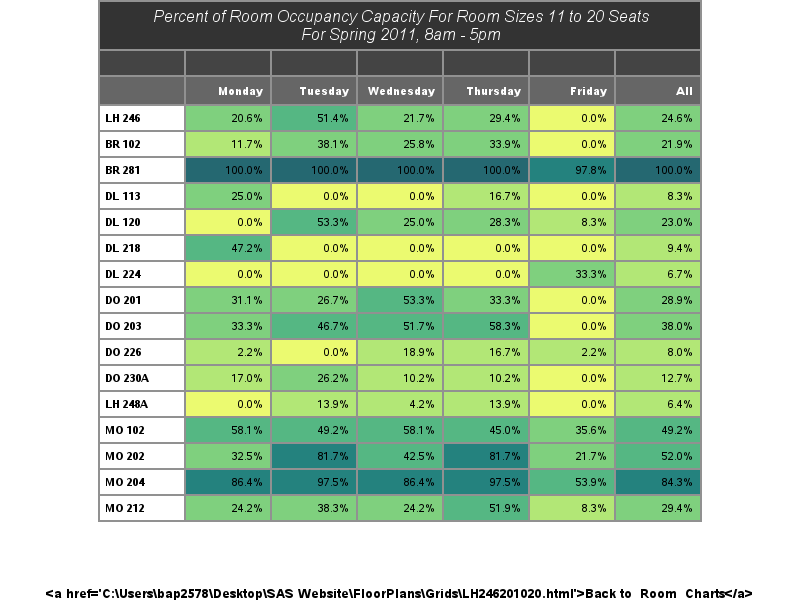 Percent of Room Occupancy Capacity For Room Sizes 11 to 20 Seats
For Spring 2011, 8am - 5pm
Monday Tuesday Wednesday Thursday Friday All
LH 246 20.6% 51.4% 21.7% 29.4% 0.0% 24.6%
BR 102 11.7% 38.1% 25.8% 33.9% 0.0% 21.9%
BR 281 100.0% 100.0% 100.0% 100.0% 97.8% 100.0%
DL 113 25.0% 0.0% 0.0% 16.7% 0.0% 8.3%
DL 120 0.0% 53.3% 25.0% 28.3% 8.3% 23.0%
DL 218 47.2% 0.0% 0.0% 0.0% 0.0% 9.4%
DL 224 0.0% 0.0% 0.0% 0.0% 33.3% 6.7%
DO 201 31.1% 26.7% 53.3% 33.3% 0.0% 28.9%
DO 203 33.3% 46.7% 51.7% 58.3% 0.0% 38.0%
DO 226 2.2% 0.0% 18.9% 16.7% 2.2% 8.0%
DO 230A 17.0% 26.2% 10.2% 10.2% 0.0% 12.7%
LH 248A 0.0% 13.9% 4.2% 13.9% 0.0% 6.4%
MO 102 58.1% 49.2% 58.1% 45.0% 35.6% 49.2%
MO 202 32.5% 81.7% 42.5% 81.7% 21.7% 52.0%
MO 204 86.4% 97.5% 86.4% 97.5% 53.9% 84.3%
MO 212 24.2% 38.3% 24.2% 51.9% 8.3% 29.4%
<a href='C:\Users\bap2578\Desktop\SAS Website\FloorPlans\Grids\LH246201020.html'>Back to Room Charts</a>